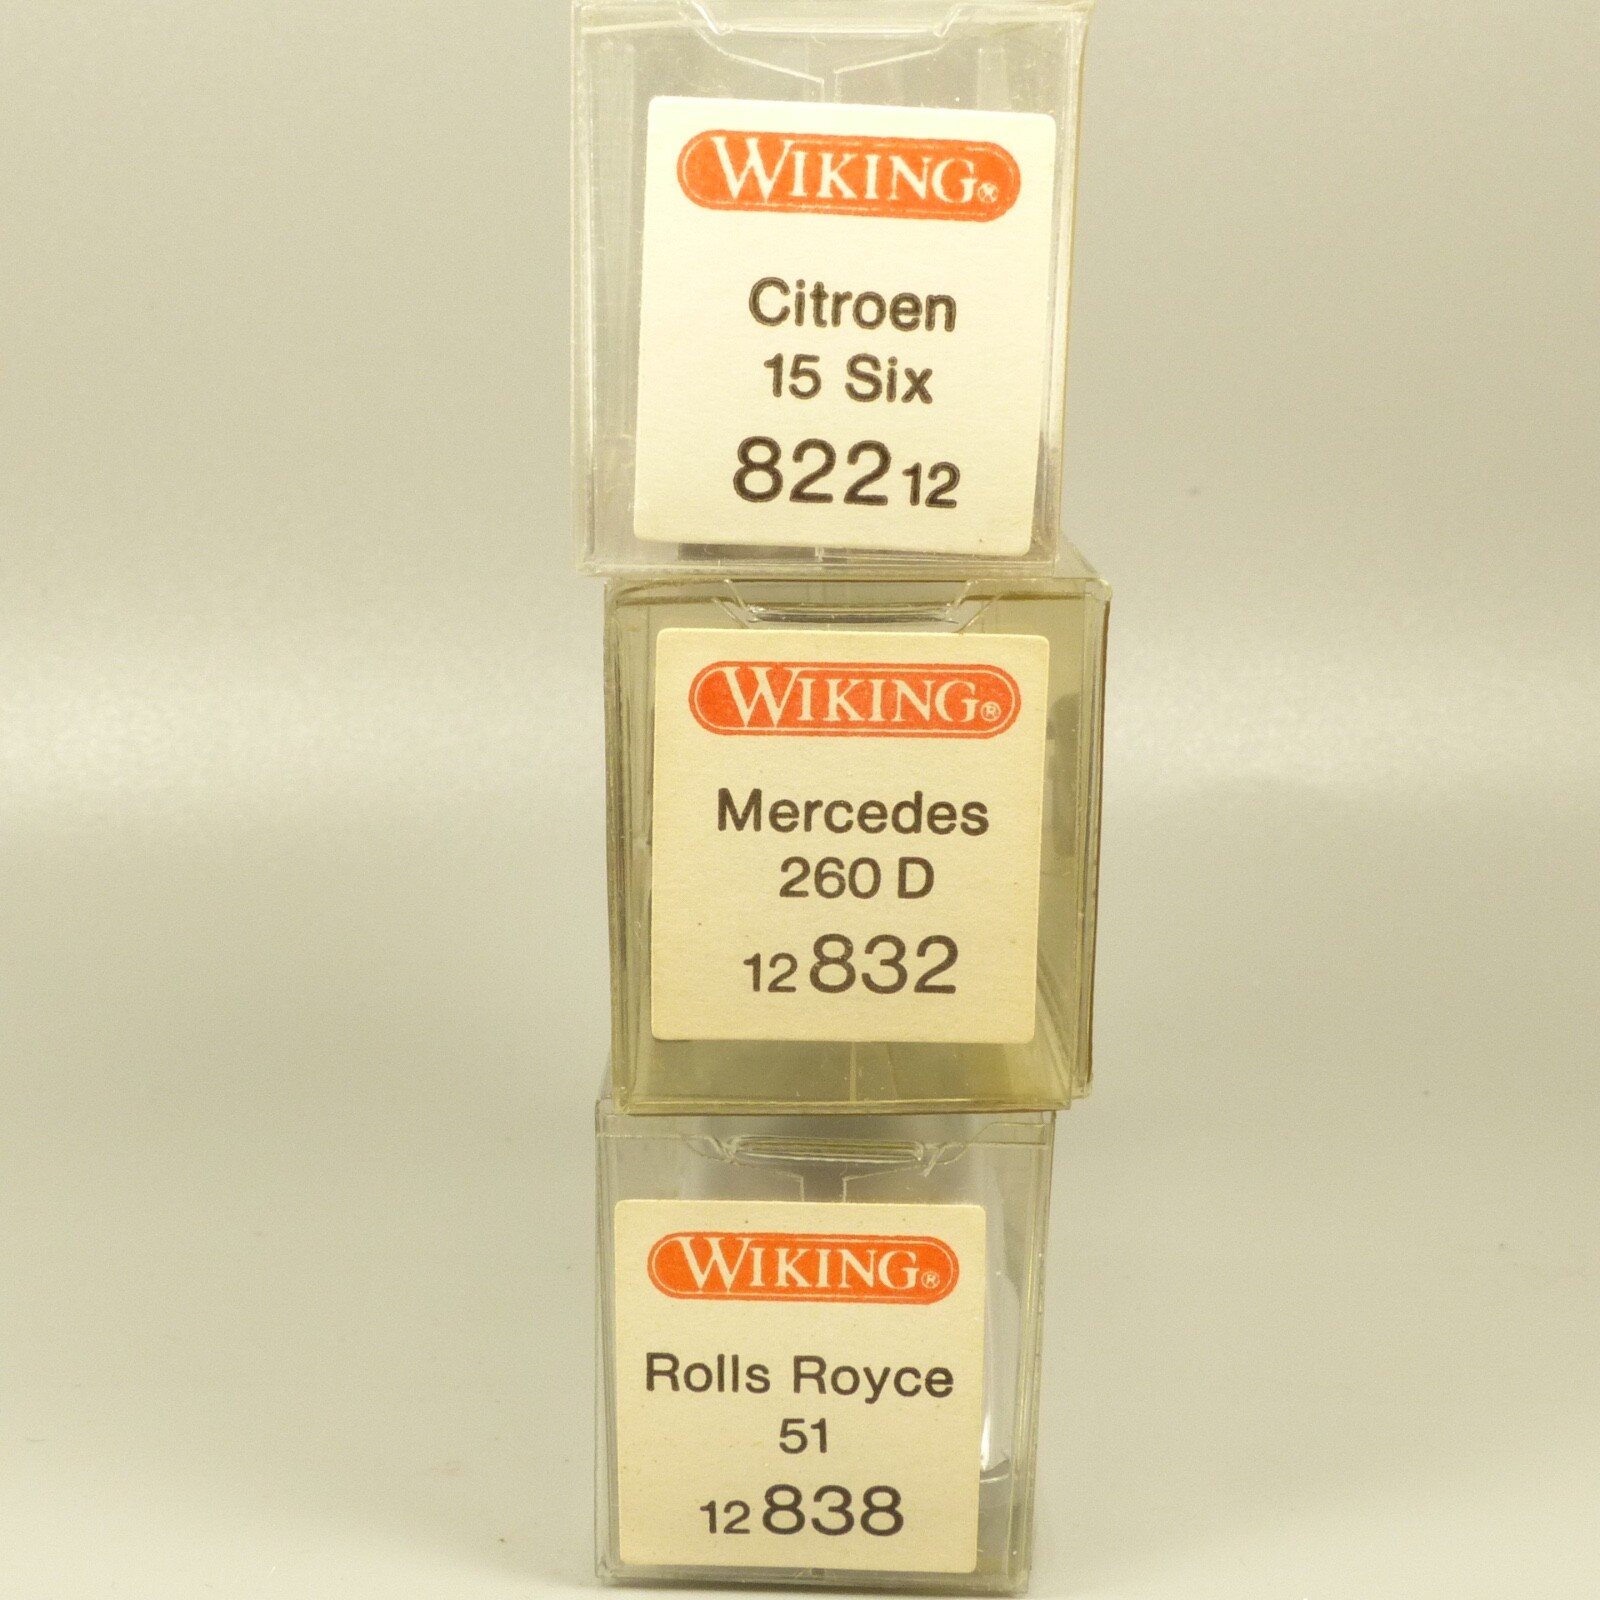 WIKING®
Citroen
15 Six
822 12
WIKING®
Mercedes
260 D
12 832
WIKING®
Rolls Royce
51
12 838